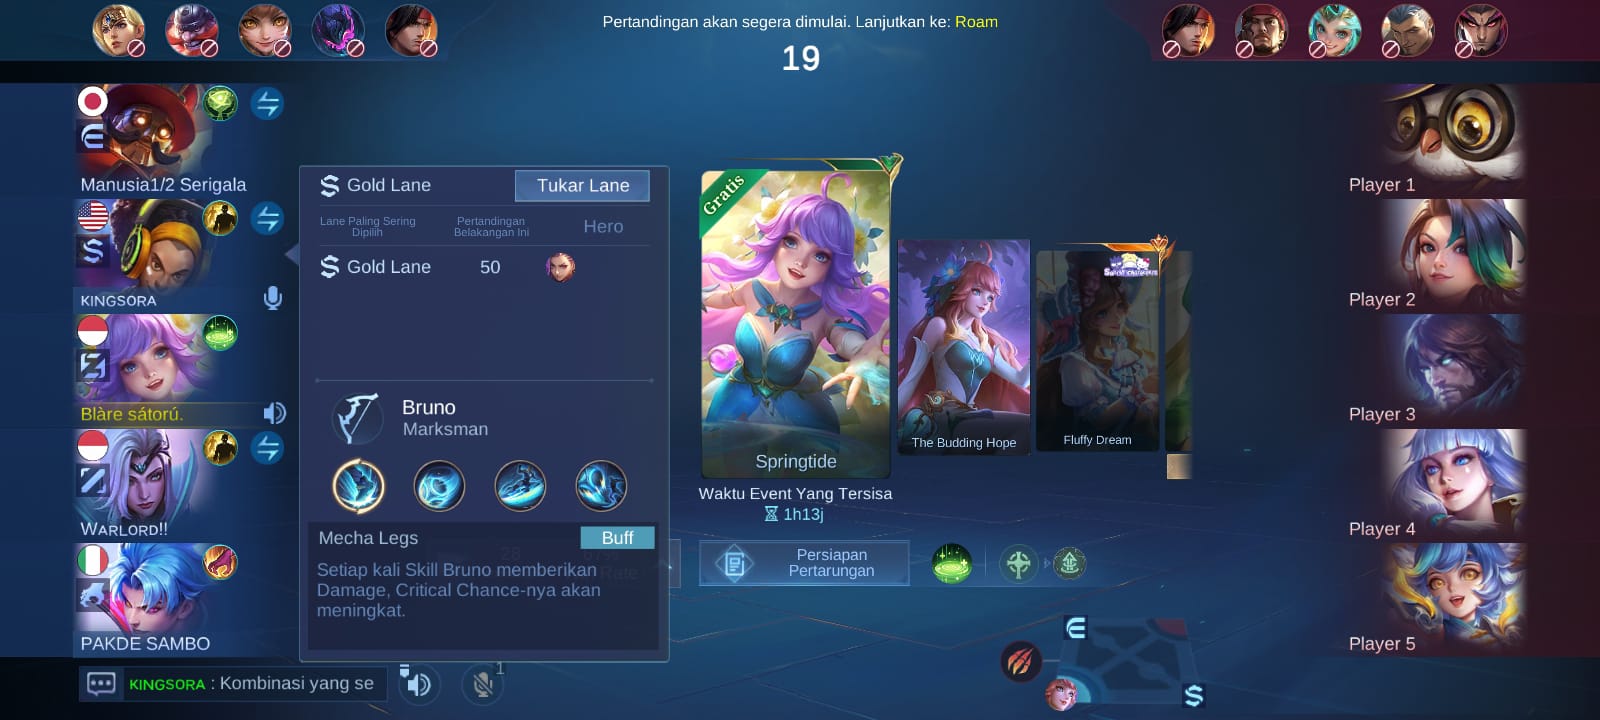 Pertandingan akan segera dimulai. Lanjutkan ke: Roam
19
Manusia1/2 Serigala
KINGSORA
Blàre sátorú.
WARLORD!!
PAKDE SAMBO
Gold Lane
Tukar Lane
Lane Paling Sering
Dipilih
Pertandingan
Belakangan Ini
Hero
Gold Lane
50
Bruno
Marksman
Mecha Legs
Buff
Setiap kali Skill Bruno memberikan
Damage, Critical Chance-nya akan
meningkat.
KINGSORA : Kombinasi yang se
1
Gratis
Springtide
The Budding Hope
Fluffy Dream
Waktu Event Yang Tersisa
1h13j
Persiapan
Pertarungan
Player 1
Player 2
Player 3
Player 4
Player 5